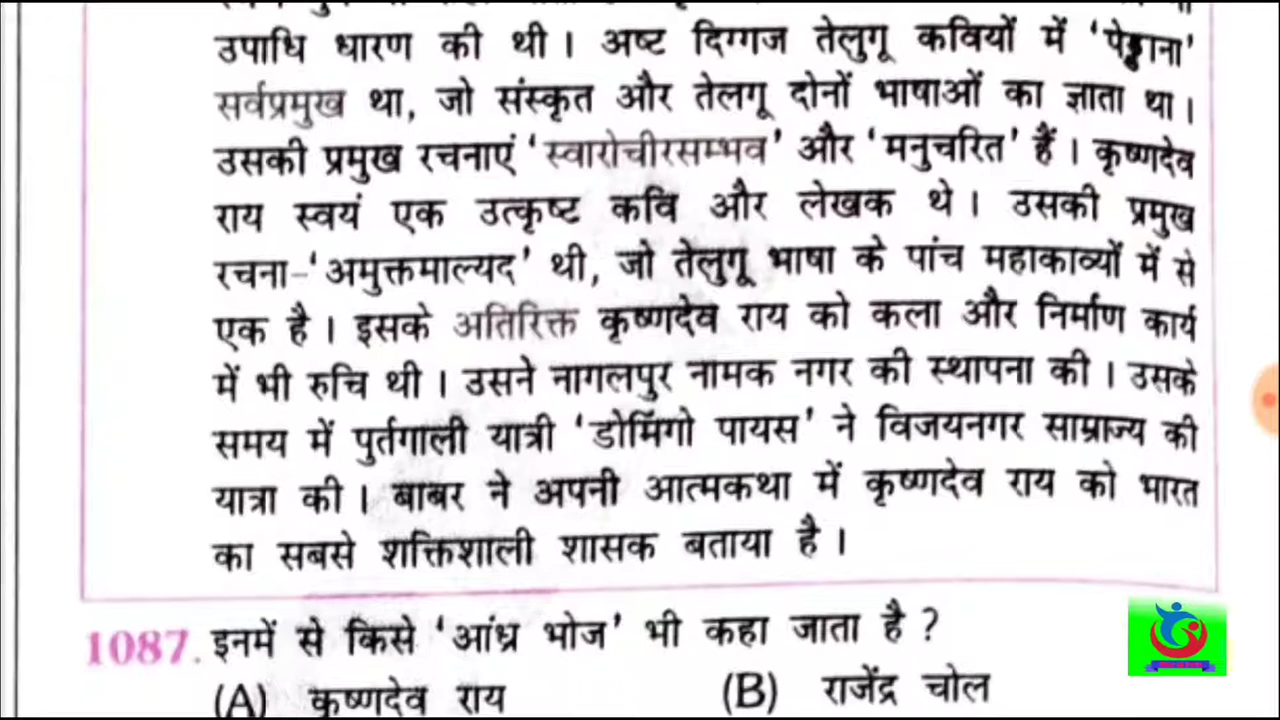 उपाधि धारण की थी। अष्ट दिग्गज तेलुगू कवियों में
सर्वप्रमुख था, जो संस्कृत और तेलगू दोनों भाषाओं का ज्ञाता था।
उसकी प्रमुख रचनाएं ‘स्वारोचीरसम्भव’ और ‘मनुचरित’ हैं। कृष्णदेव
राय स्वयं एक उत्कृष्ट कवि और लेखक थे। उसकी प्रमुख
रचना–‘अमुक्तमाल्यद’ थी, जो तेलुगू भाषा के पांच महाकाव्यों में से
एक है। इसके अतिरिक्त कृष्णदेव राय को कला और निर्माण कार्य
में भी रुचि थी। उसने नागलपुर नामक नगर की स्थापना की। उसके
समय में पुर्तगाली यात्री ‘डोमिंगो पायस’ ने विजयनगर साम्राज्य की
यात्रा की। बाबर ने अपनी आत्मकथा में कृष्णदेव राय को भारत
का सबसे शक्तिशाली शासक बताया है।
1087. इनमें से किसे ‘आंध्र भोज’ भी कहा जाता है ?
(A) कृष्णदेव राय (B) राजेंद्र चोल